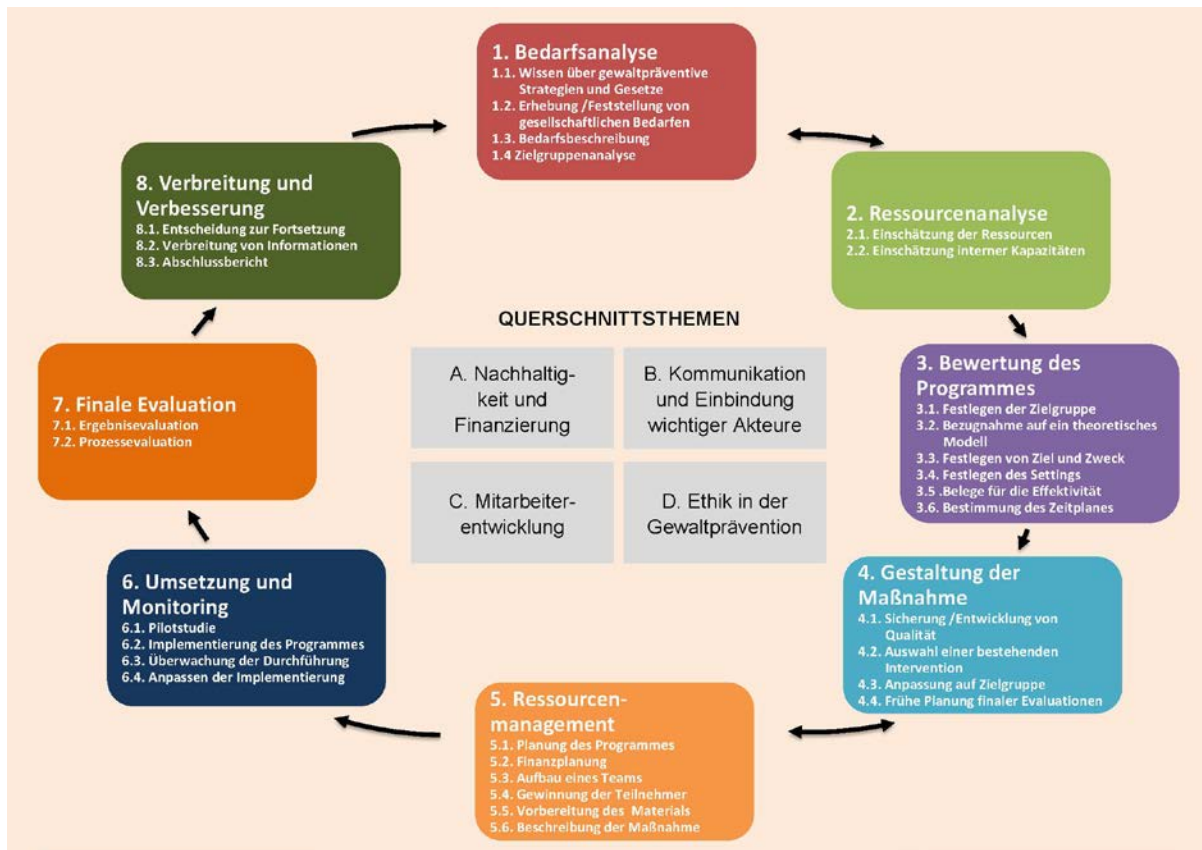 1. Bedarfsanalyse
1.1. Wissen über gewaltpräventive
Strategien und Gesetze
1.2. Erhebung /Feststellung von
gesellschaftlichen Bedarfen
1.3. Bedarfsbeschreibung
1.4 Zielgruppenanalyse
2. Ressourcenanalyse
2.1. Einschätzung der Ressourcen
2.2. Einschätzung interner Kapazitäten
3. Bewertung des
Programmes
3.1. Festlegen der Zielgruppe
3.2. Bezugnahme auf ein theoretisches
Modell
3.3. Festlegen von Ziel und Zweck
3.4. Festlegen des Settings
3.5 .Belege für die Effektivität
3.6. Bestimmung des Zeitplanes
4. Gestaltung der
Maßnahme
4.1. Sicherung /Entwicklung von
Qualität
4.2. Auswahl einer bestehenden
Intervention
4.3. Anpassung auf Zielgruppe
4.4. Frühe Planung finaler Evaluationen
5. Ressourcen-
management
5.1. Planung des Programmes
5.2. Finanzplanung
5.3. Aufbau eines Teams
5.4. Gewinnung der Teilnehmer
5.5. Vorbereitung des Materials
5.6. Beschreibung der Maßnahme
6. Umsetzung und
Monitoring
6.1. Pilotstudie
6.2. Implementierung des Programmes
6.3. Überwachung der Durchführung
6.4. Anpassen der Implementierung
7. Finale Evaluation
7.1. Ergebnisevaluation
7.2. Prozessevaluation
8. Verbreitung und
Verbesserung
8.1. Entscheidung zur Fortsetzung
8.2. Verbreitung von Informationen
8.3. Abschlussbericht
QUERSCHNITTSTHEMEN
A. Nachhaltig-
keit und
Finanzierung
B. Kommunikation
und Einbindung
wichtiger Akteure
C. Mitarbeiter-
entwicklung
D. Ethik in der
Gewaltprävention